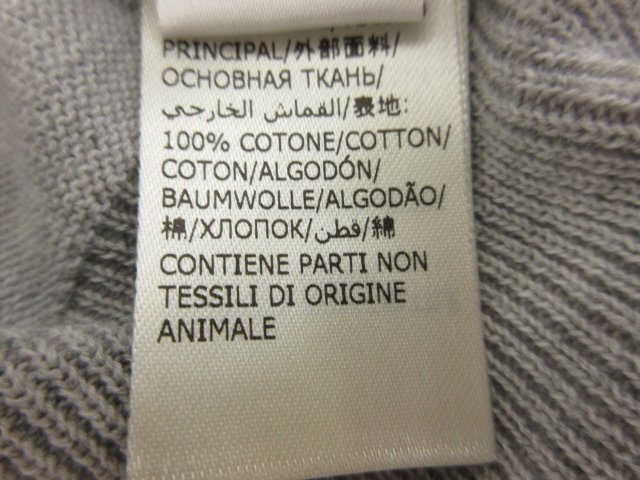 PRINCIPAL/外部面料/
ОСНОВНАЯ ТКАНЬ/
القماش الخارجي/表地:
100% COTONE/COTTON/
COTON/ALGODÓN/
BAUMWOLLE/ALGODÃO/
棉/ХЛОПОК/قطن/綿
CONTIENE PARTI NON
TESSILI DI ORIGINE
ANIMALE